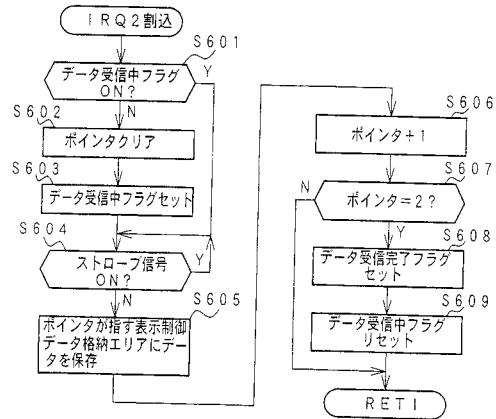 IRQ2割込
S601
データ受信中フラグ
ON?
Y
N
S602
ポインタクリア
S603
データ受信中フラグセット
S604
ストローブ信号
ON?
Y
N
S605
ポインタが指す表示制御
データ格納エリアにデー
タを保存
S606
ポインタ+1
S607
ポインタ=2?
N
Y
S608
データ受信完了フラグ
セット
S609
データ受信中フラグ
リセット
RETI